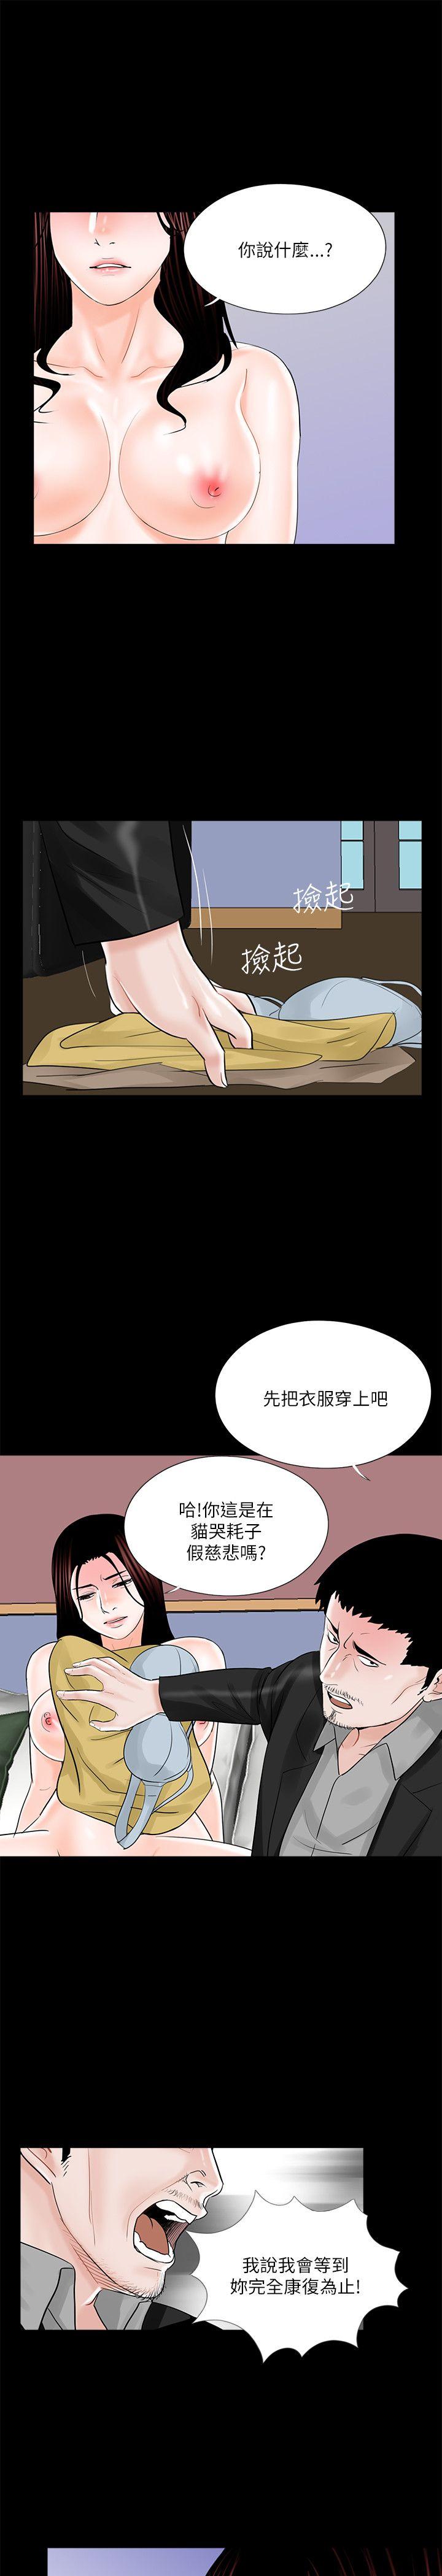 你說什麼...?
撿起
撿起
先把衣服穿上吧
哈!你這是在
貓哭耗子
假慈悲嗎?
我說我會等到
妳完全康復為止!